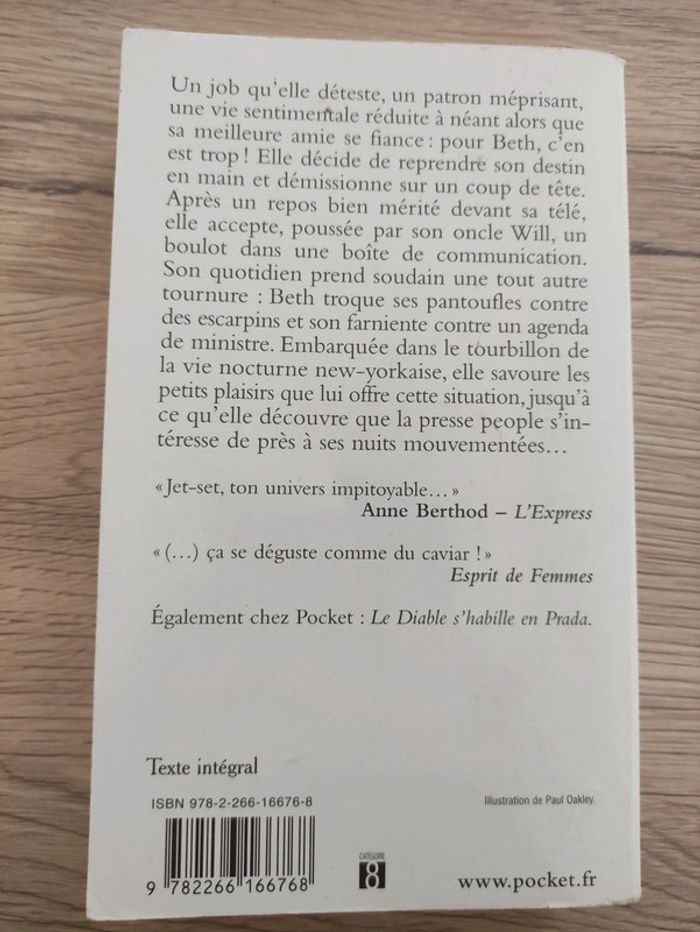 Un job qu'elle déteste, un patron méprisant,
une vie sentimentale réduite à néant alors que
sa meilleure amie se fiance : pour Beth, c'en
est trop ! Elle décide de reprendre son destin
en main et démissionne sur un coup de tête.
Après un repos bien mérité devant sa télé,
elle accepte, poussée par son oncle Will, un
boulot dans une boîte de communication.
Son quotidien prend soudain une tout autre
tournure : Beth troque ses pantoufles contre
des escarpins et son farniente contre un agenda
de ministre. Embarquée dans le tourbillon de
la vie nocturne new-yorkaise, elle savoure les
petits plaisirs que lui offre cette situation, jusqu'à
ce qu'elle découvre que la presse people s'in-
téresse de près à ses nuits mouvementées…
« Jet-set, ton univers impitoyable… »
Anne Berthod – L'Express
« (…) ça se déguste comme du caviar ! »
Esprit de Femmes
Également chez Pocket : Le Diable s'habille en Prada.
Texte intégral
ISBN 978-2-266-16676-8
Illustration de Paul Oakley.
9 782266 166768
CATÉGORIE
8
www.pocket.fr